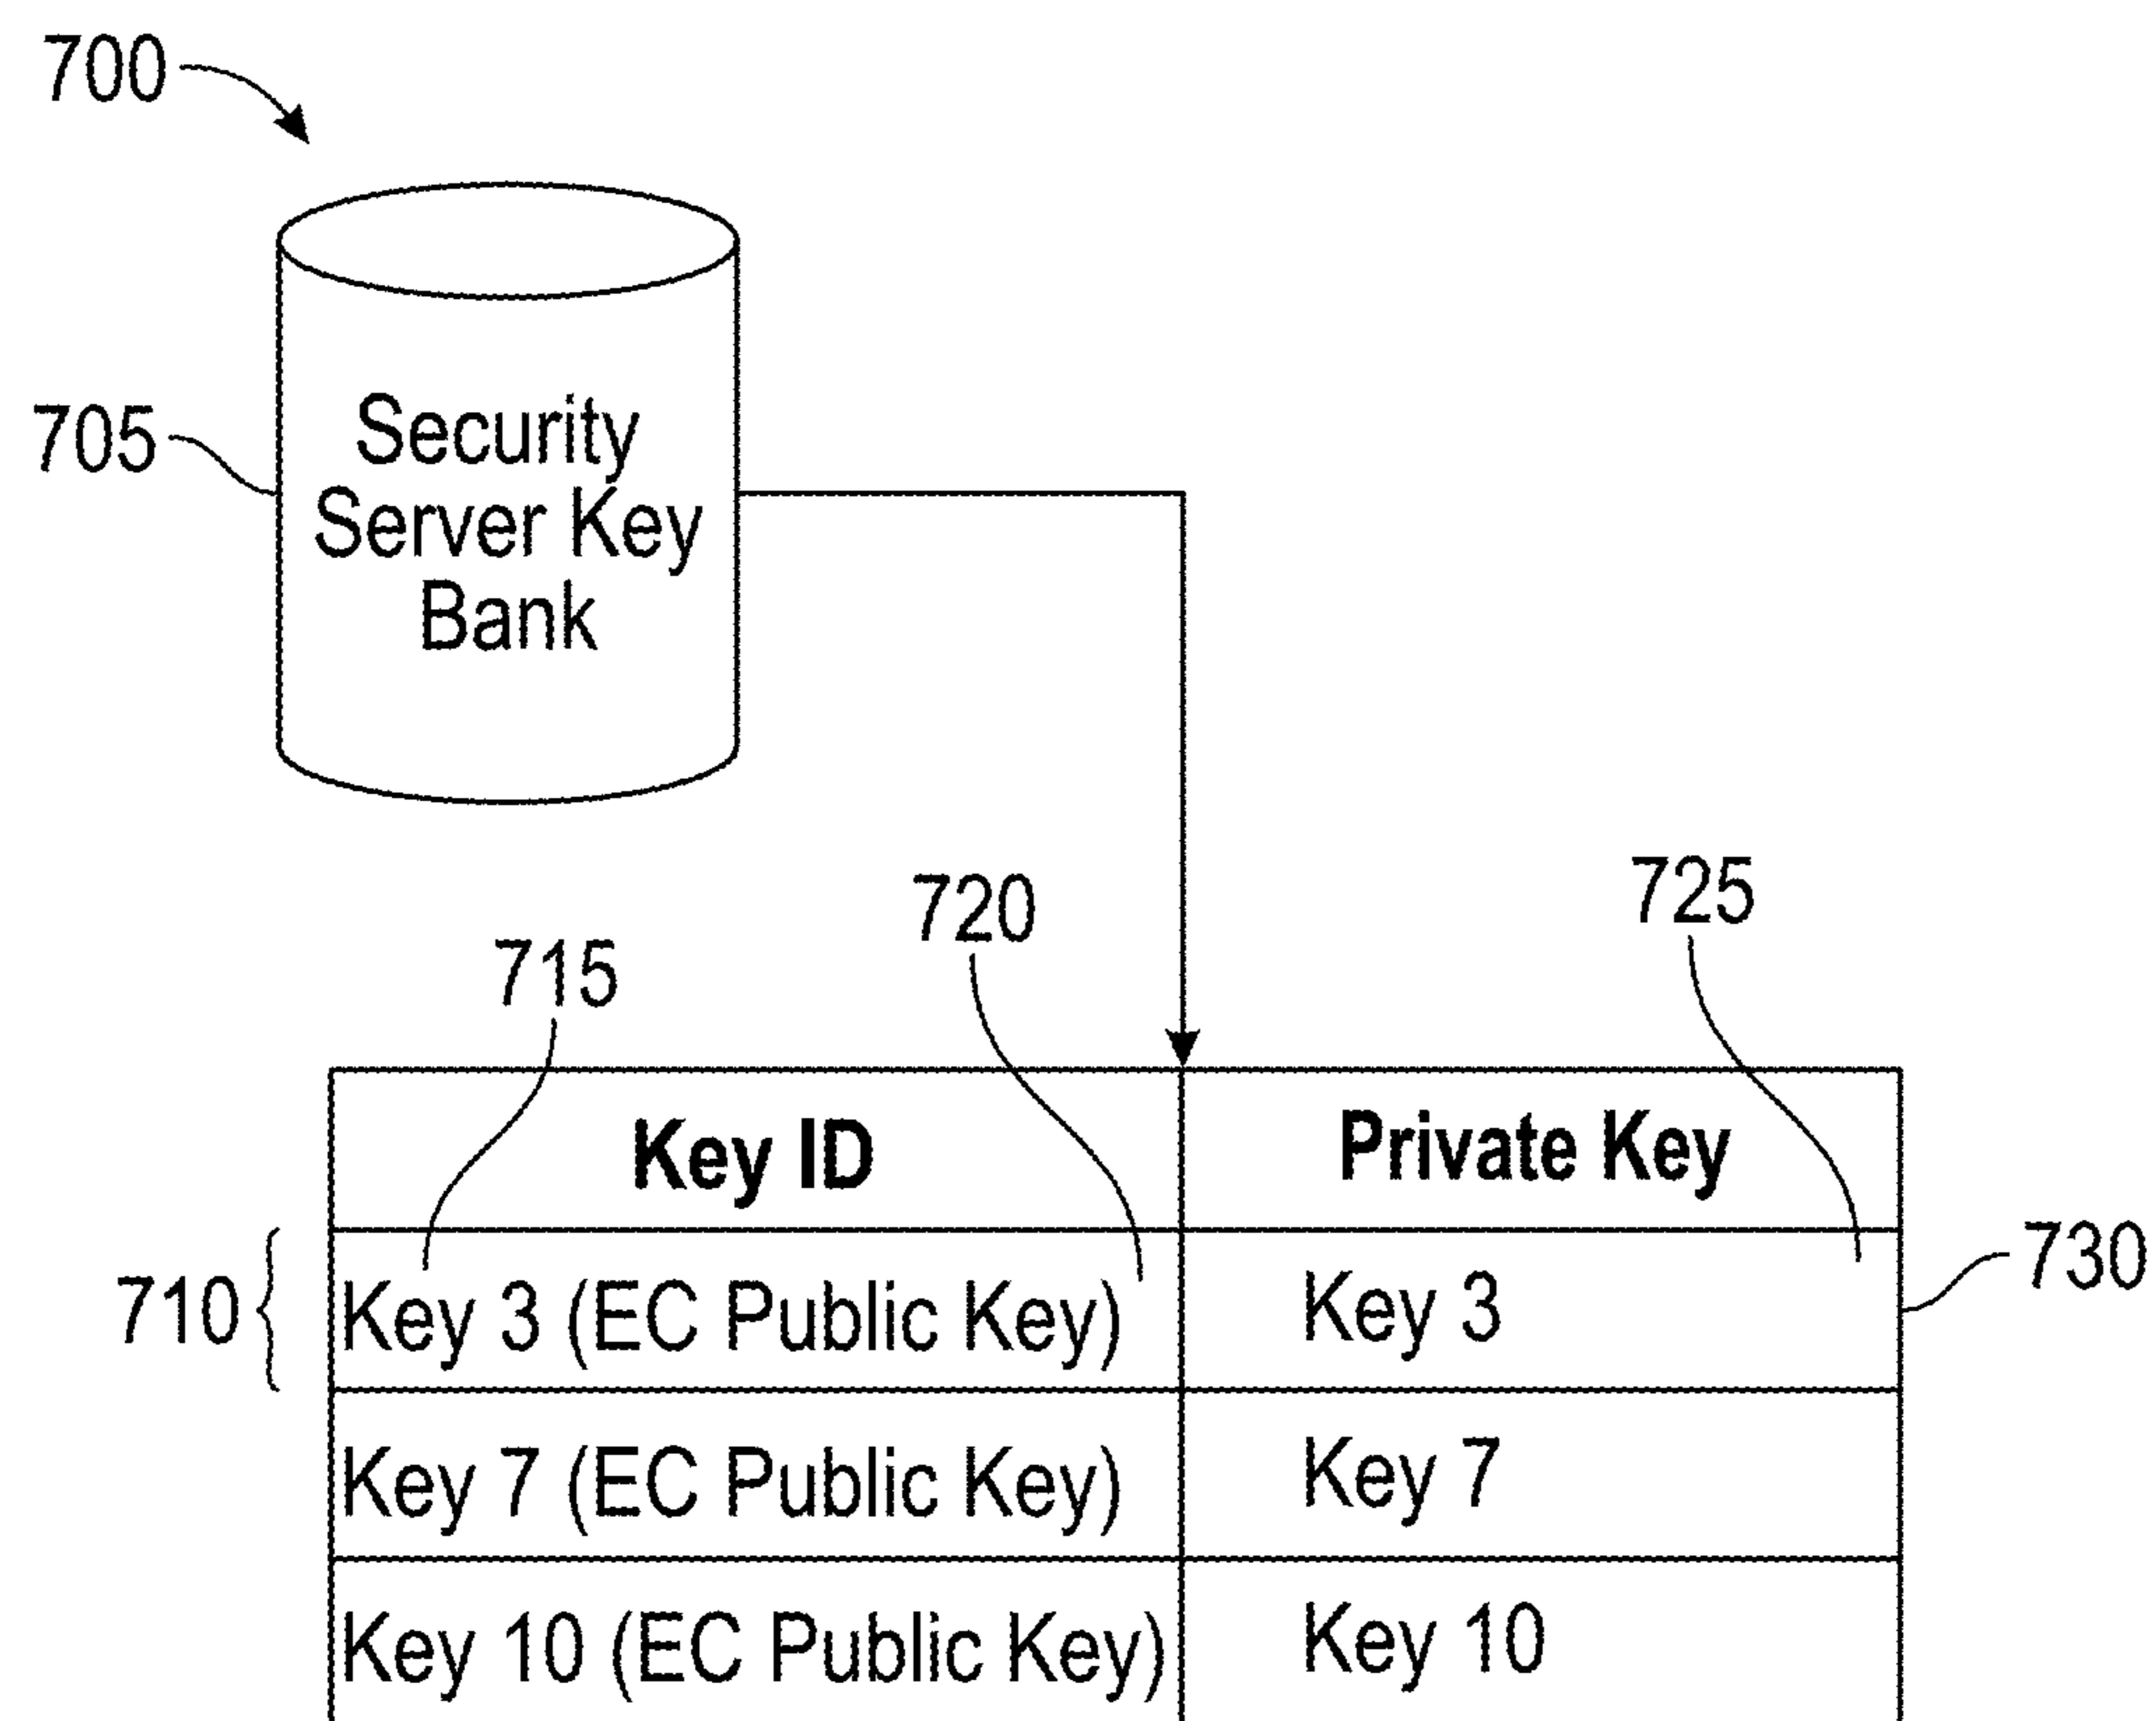 700
705
Security
Server Key
Bank
715
720
725
Key ID
Private Key
710
Key 3 (EC Public Key)
Key 3
730
Key 7 (EC Public Key)
Key 7
Key 10 (EC Public Key)
Key 10